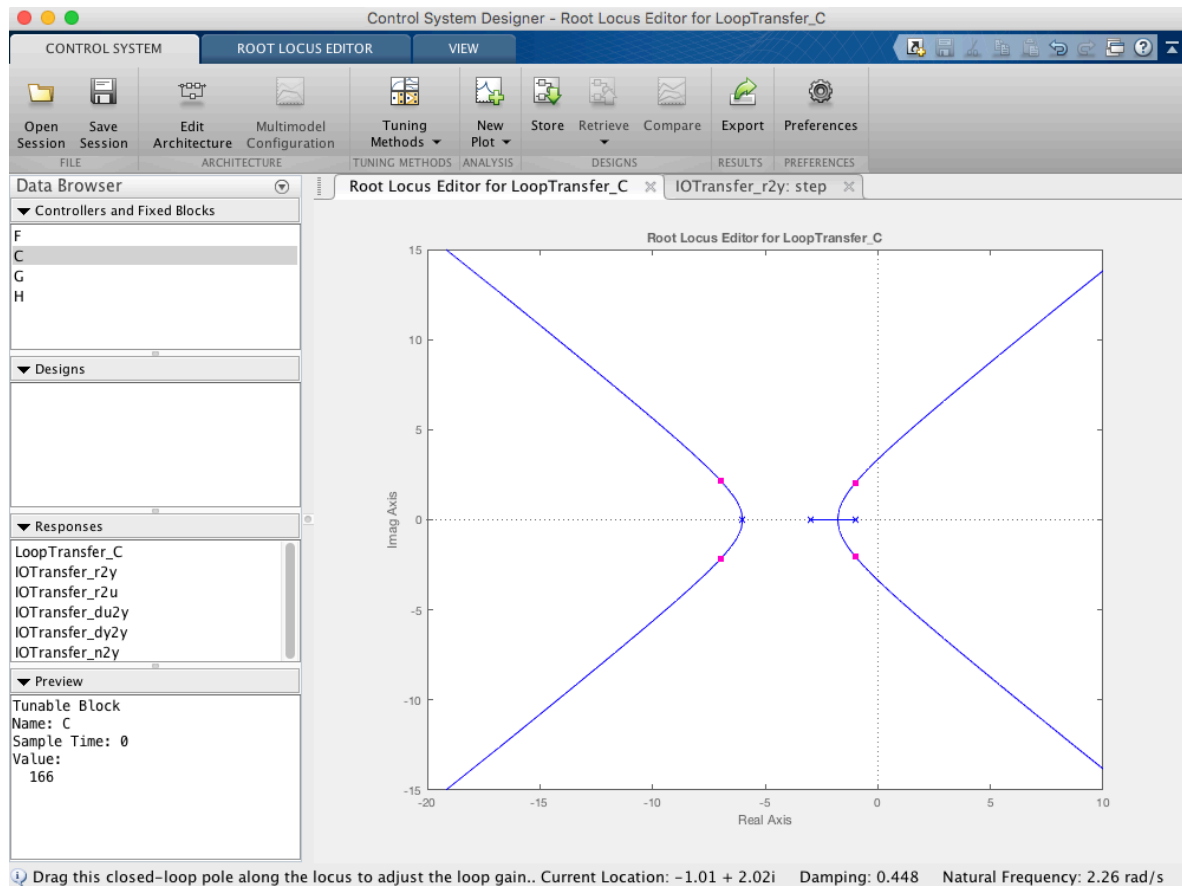 Control System Designer - Root Locus Editor for LoopTransfer_C
CONTROL SYSTEM ROOT LOCUS EDITOR VIEW
Open Session Save Session Edit Architecture Multimodel Configuration Tuning Methods New Plot Store Retrieve Compare Export Preferences
FILE ARCHITECTURE TUNING METHODS ANALYSIS DESIGNS RESULTS PREFERENCES
Data Browser
Root Locus Editor for LoopTransfer_C IOTransfer_r2y: step
Controllers and Fixed Blocks
F
C
G
H
Designs
Responses
LoopTransfer_C
IOTransfer_r2y
IOTransfer_r2u
IOTransfer_du2y
IOTransfer_dy2y
IOTransfer_n2y
Preview
Tunable Block
Name: C
Sample Time: 0
Value:
166
Root Locus Editor for LoopTransfer_C
15
10
5
0
-5
-10
-15
Imag Axis
-20 -15 -10 -5 0 5 10
Real Axis
Drag this closed-loop pole along the locus to adjust the loop gain.. Current Location: -1.01 + 2.02i Damping: 0.448 Natural Frequency: 2.26 rad/s